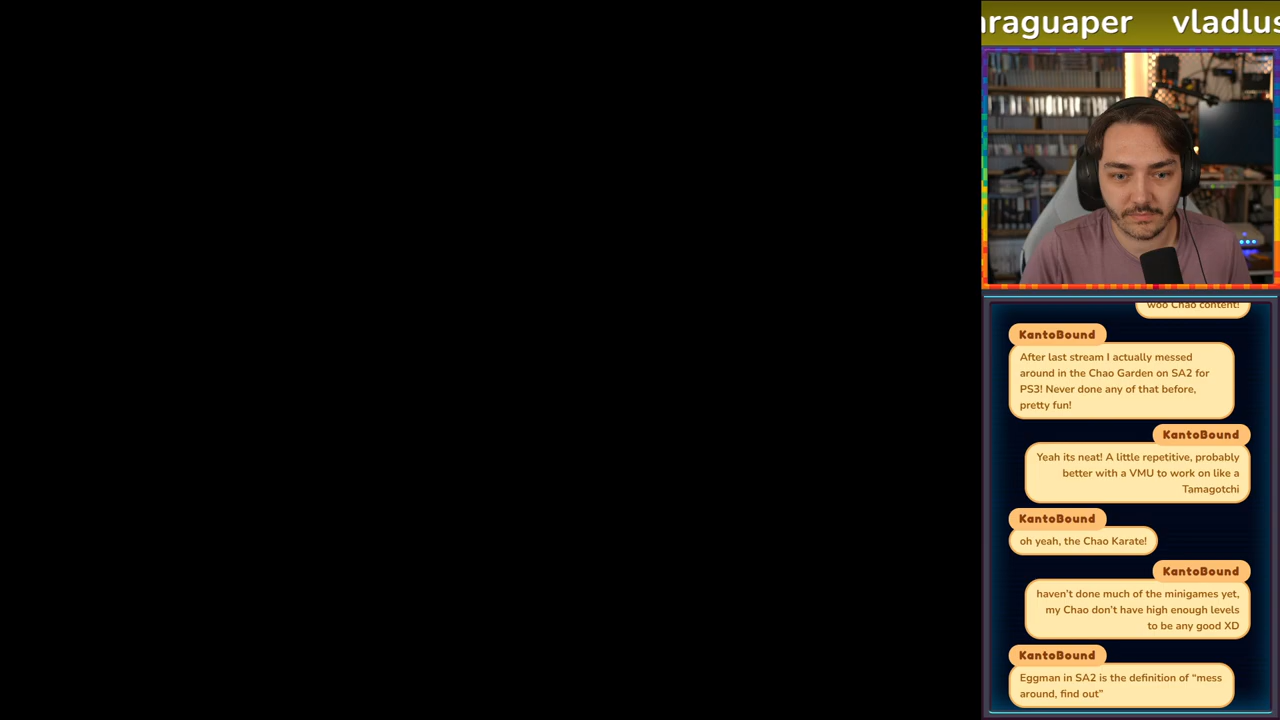 araguaper vladlus
woo Chao content!
KantoBound
After last stream I actually messed
around in the Chao Garden on SA2 for
PS3! Never done any of that before,
pretty fun!
KantoBound
Yeah its neat! A little repetitive, probably
better with a VMU to work on like a
Tamagotchi
KantoBound
oh yeah, the Chao Karate!
KantoBound
haven't done much of the minigames yet,
my Chao don't have high enough levels
to be any good XD
KantoBound
Eggman in SA2 is the definition of “mess
around, find out”